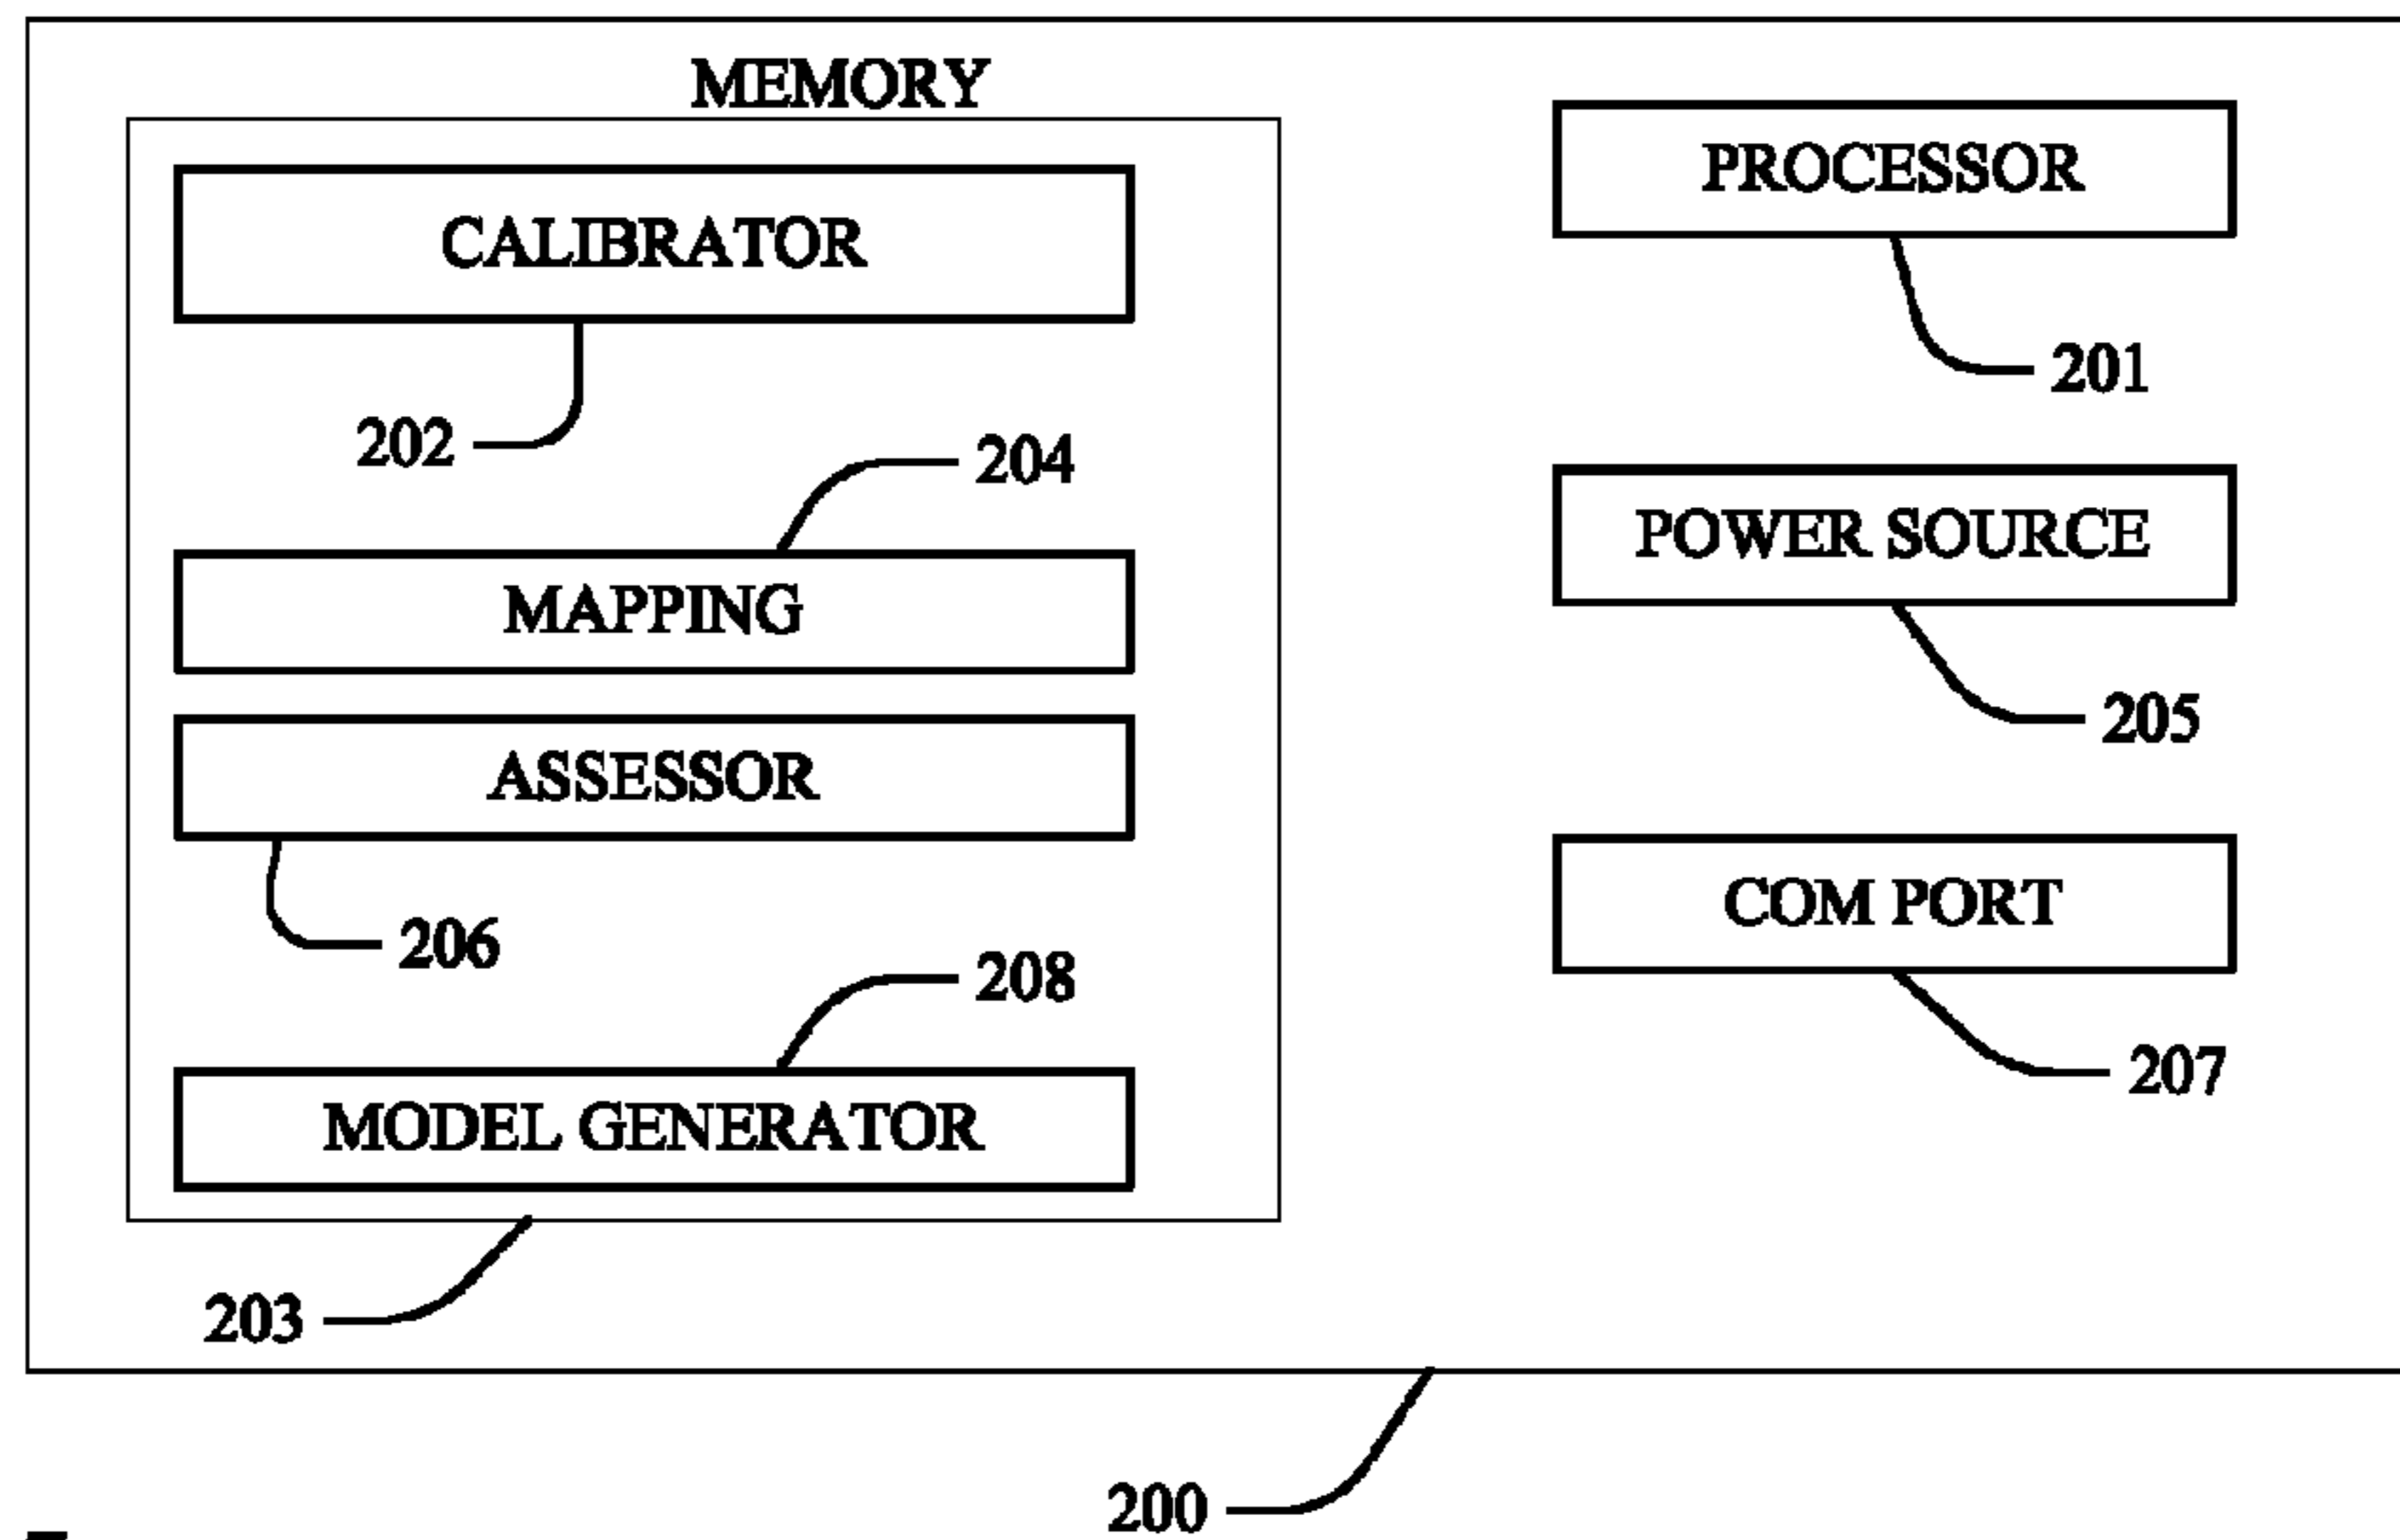 MEMORY
CALIBRATOR
202
204
MAPPING
ASSESSOR
206
208
MODEL GENERATOR
203
PROCESSOR
201
POWER SOURCE
205
COM PORT
207
200